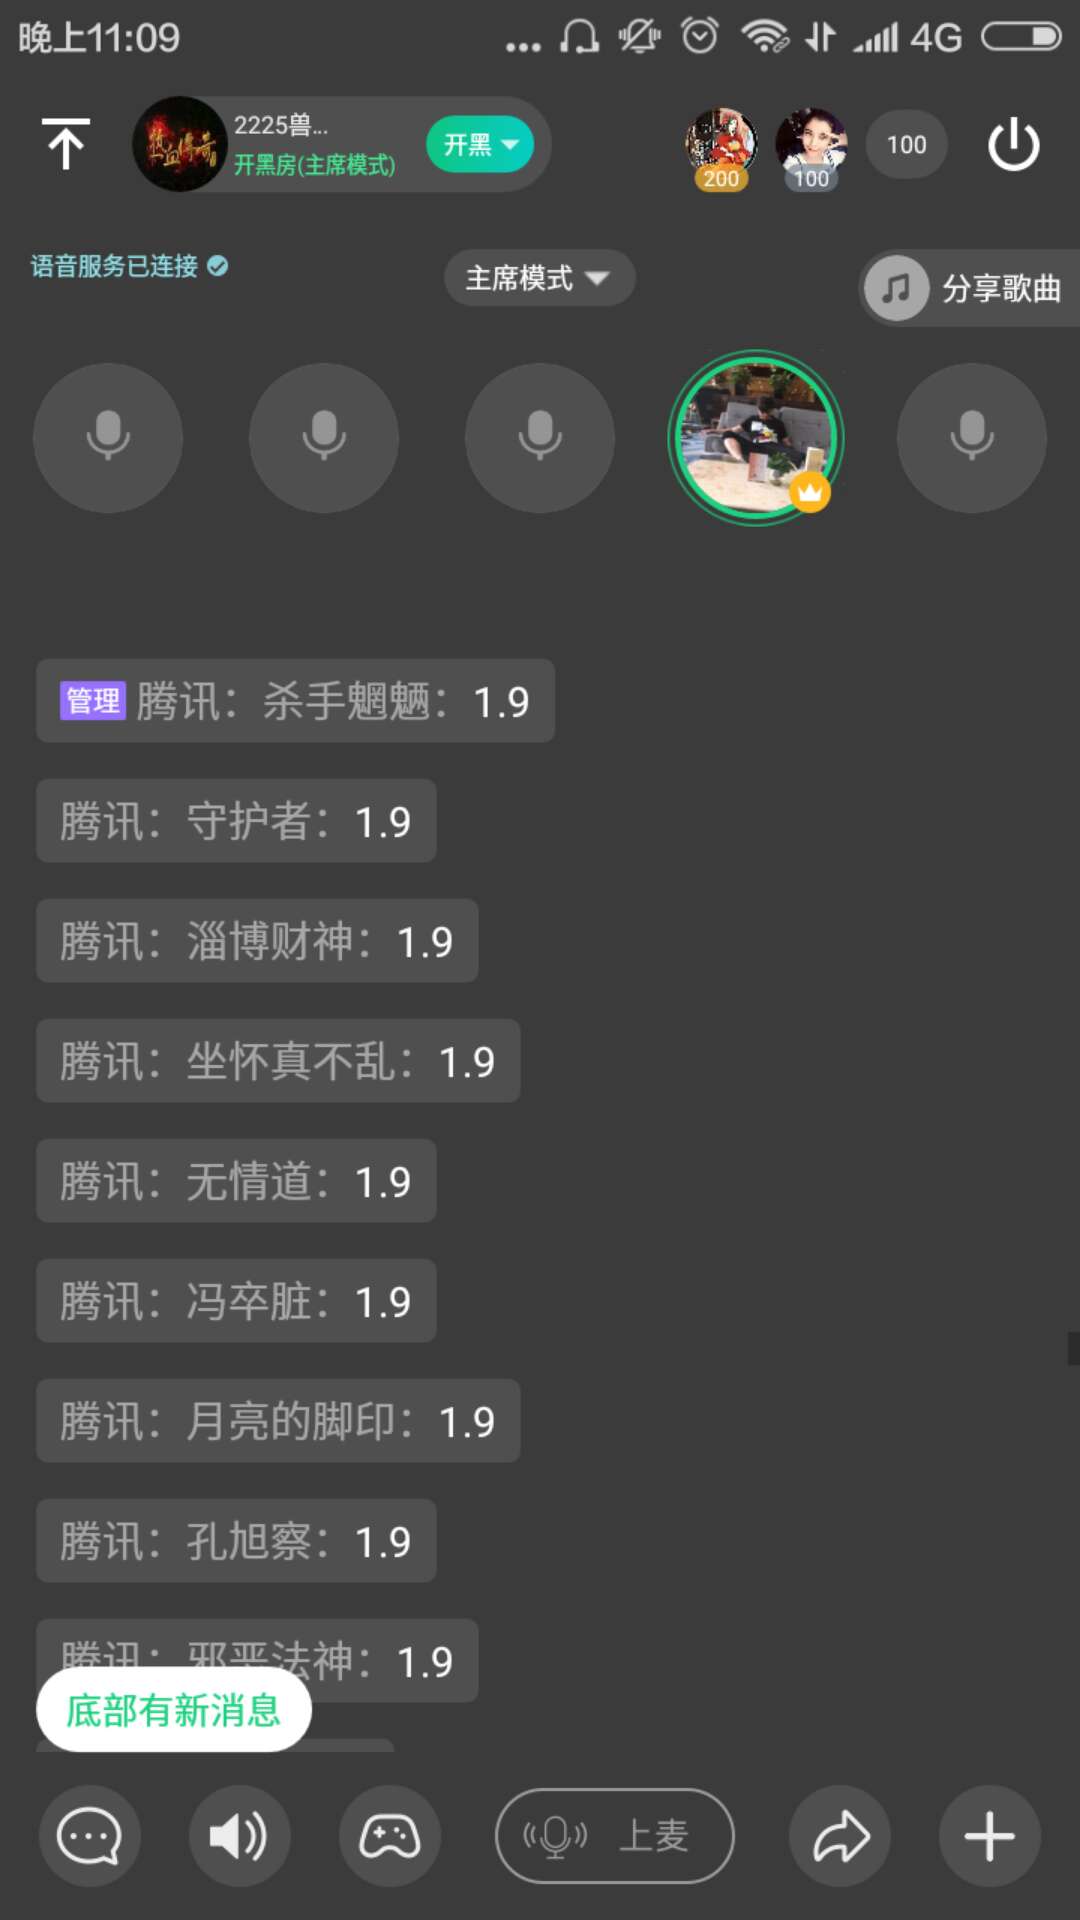 晚上11:09
4G
热血传奇
2225兽...
开黑房(主席模式)
开黑
200
100
100
语音服务已连接
主席模式
分享歌曲
管理 腾讯：杀手魍魉：1.9
腾讯：守护者：1.9
腾讯：淄博财神：1.9
腾讯：坐怀真不乱：1.9
腾讯：无情道：1.9
腾讯：冯卒脏：1.9
腾讯：月亮的脚印：1.9
腾讯：孔旭察：1.9
腾讯：邪恶法神：1.9
底部有新消息
上麦